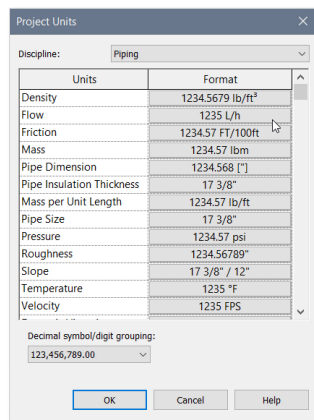 Project Units
Discipline: Piping
Units Format
Density 1234.5679 lb/ft³
Flow 1235 L/h
Friction 1234.57 FT/100ft
Mass 1234.57 lbm
Pipe Dimension 1234.568 ["]
Pipe Insulation Thickness 17 3/8"
Mass per Unit Length 1234.57 lb/ft
Pipe Size 17 3/8"
Pressure 1234.57 psi
Roughness 1234.56789"
Slope 17 3/8" / 12"
Temperature 1235 °F
Velocity 1235 FPS
Decimal symbol/digit grouping:
123,456,789.00
OK Cancel Help